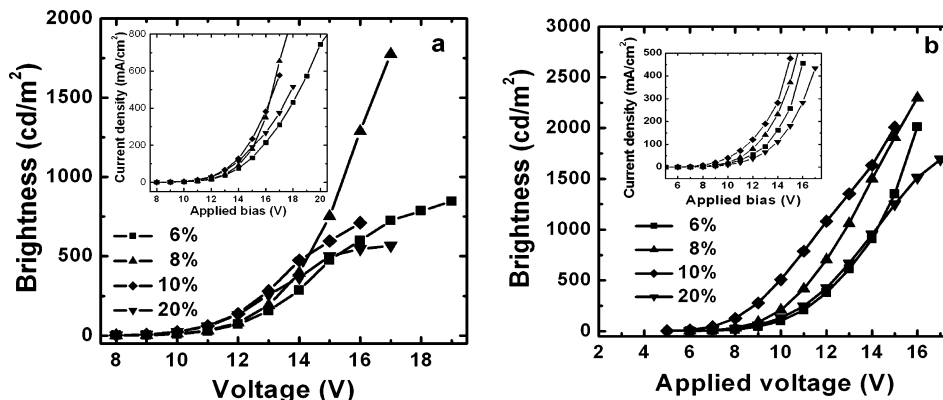 a
Brightness (cd/m²)
2000
1750
1500
1250
1000
750
500
250
0
8 10 12 14 16 18
Voltage (V)
6%
8%
10%
20%
Current density (mA/cm²)
800
600
400
200
0
8 10 12 14 16 18 20
Applied bias (V)
b
Brightness (cd/m²)
3000
2500
2000
1500
1000
500
0
2 4 6 8 10 12 14 16
Applied voltage (V)
6%
8%
10%
20%
Current density (mA/cm²)
500
400
300
200
100
0
6 8 10 12 14 16
Applied bias (V)